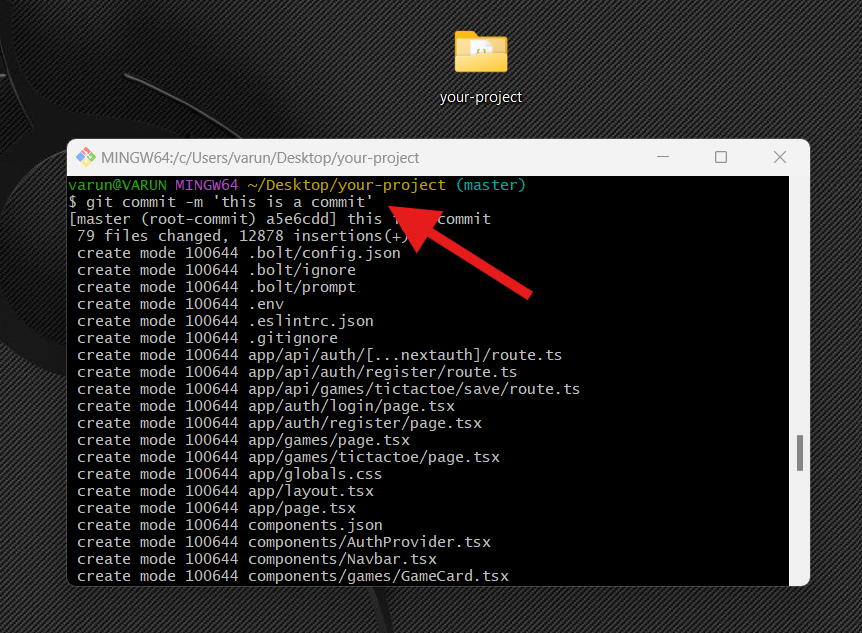 your-project
MINGW64:/c/Users/varun/Desktop/your-project
varun@VARUN MINGW64 ~/Desktop/your-project (master)
$ git commit -m 'this is a commit'
[master (root-commit) a5e6cdd] this commit
79 files changed, 12878 insertions(+)
create mode 100644 .bolt/config.json
create mode 100644 .bolt/ignore
create mode 100644 .bolt/prompt
create mode 100644 .env
create mode 100644 .eslintrc.json
create mode 100644 .gitignore
create mode 100644 app/api/auth/[...nextauth]/route.ts
create mode 100644 app/api/auth/register/route.ts
create mode 100644 app/api/games/tictactoe/save/route.ts
create mode 100644 app/auth/login/page.tsx
create mode 100644 app/auth/register/page.tsx
create mode 100644 app/games/page.tsx
create mode 100644 app/games/tictactoe/page.tsx
create mode 100644 app/globals.css
create mode 100644 app/layout.tsx
create mode 100644 app/page.tsx
create mode 100644 components.json
create mode 100644 components/AuthProvider.tsx
create mode 100644 components/Navbar.tsx
create mode 100644 components/games/GameCard.tsx